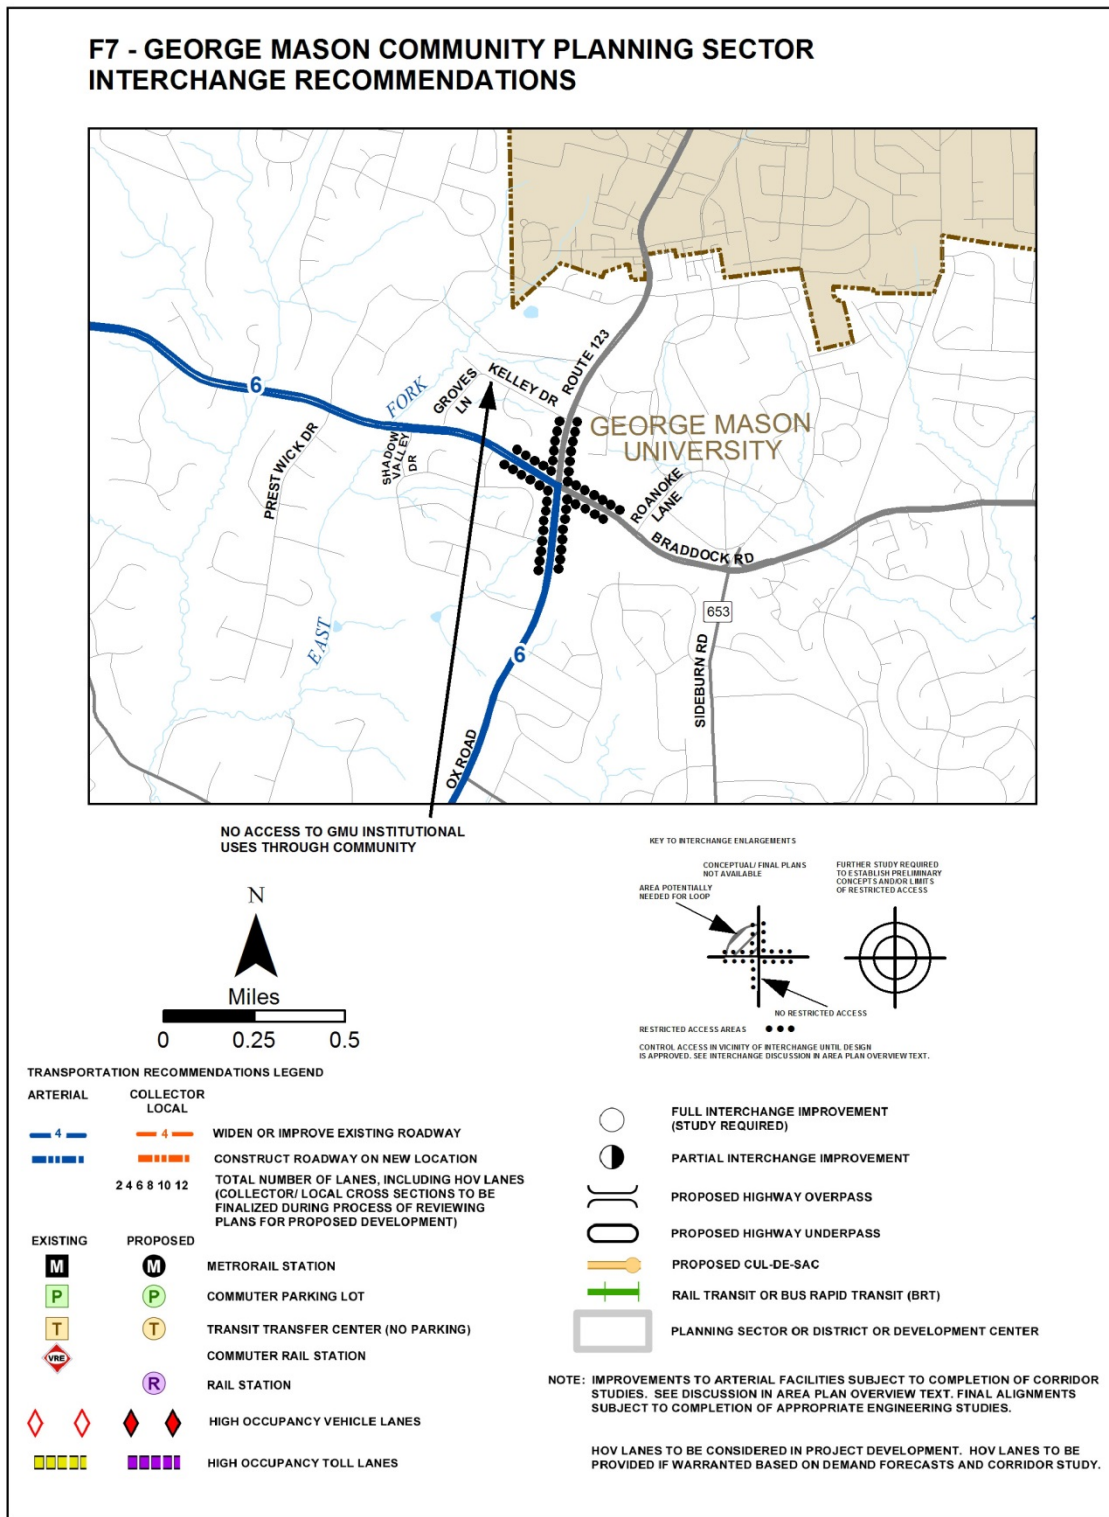 F7 - GEORGE MASON COMMUNITY PLANNING SECTOR
INTERCHANGE RECOMMENDATIONS
ROUTE 123
6
FORK
GROVES
LN
KELLEY DR
GEORGE MASON
UNIVERSITY
PRESTWICK DR
SHADOW
VALLEY
DR
ROANOKE
LANE
BRADDOCK RD
653
EAST
6
SIDEBURN RD
OX ROAD
NO ACCESS TO GMU INSTITUTIONAL
USES THROUGH COMMUNITY
N
Miles
0 0.25 0.5
KEY TO INTERCHANGE ENLARGEMENTS
CONCEPTUAL/ FINAL PLANS
NOT AVAILABLE
AREA POTENTIALLY
NEEDED FOR LOOP
FURTHER STUDY REQUIRED
TO ESTABLISH PRELIMINARY
CONCEPTS AND/OR LIMITS
OF RESTRICTED ACCESS
NO RESTRICTED ACCESS
RESTRICTED ACCESS AREAS
CONTROL ACCESS IN VICINITY OF INTERCHANGE UNTIL DESIGN
IS APPROVED. SEE INTERCHANGE DISCUSSION IN AREA PLAN OVERVIEW TEXT.
TRANSPORTATION RECOMMENDATIONS LEGEND
ARTERIAL COLLECTOR
LOCAL
4 4 WIDEN OR IMPROVE EXISTING ROADWAY
CONSTRUCT ROADWAY ON NEW LOCATION
2 4 6 8 10 12 TOTAL NUMBER OF LANES, INCLUDING HOV LANES
(COLLECTOR/ LOCAL CROSS SECTIONS TO BE
FINALIZED DURING PROCESS OF REVIEWING
PLANS FOR PROPOSED DEVELOPMENT)
EXISTING PROPOSED
M M METRORAIL STATION
P P COMMUTER PARKING LOT
T T TRANSIT TRANSFER CENTER (NO PARKING)
VRE COMMUTER RAIL STATION
R RAIL STATION
HIGH OCCUPANCY VEHICLE LANES
HIGH OCCUPANCY TOLL LANES
FULL INTERCHANGE IMPROVEMENT
(STUDY REQUIRED)
PARTIAL INTERCHANGE IMPROVEMENT
PROPOSED HIGHWAY OVERPASS
PROPOSED HIGHWAY UNDERPASS
PROPOSED CUL-DE-SAC
RAIL TRANSIT OR BUS RAPID TRANSIT (BRT)
PLANNING SECTOR OR DISTRICT OR DEVELOPMENT CENTER
NOTE: IMPROVEMENTS TO ARTERIAL FACILITIES SUBJECT TO COMPLETION OF CORRIDOR
STUDIES. SEE DISCUSSION IN AREA PLAN OVERVIEW TEXT. FINAL ALIGNMENTS
SUBJECT TO COMPLETION OF APPROPRIATE ENGINEERING STUDIES.
HOV LANES TO BE CONSIDERED IN PROJECT DEVELOPMENT. HOV LANES TO BE
PROVIDED IF WARRANTED BASED ON DEMAND FORECASTS AND CORRIDOR STUDY.